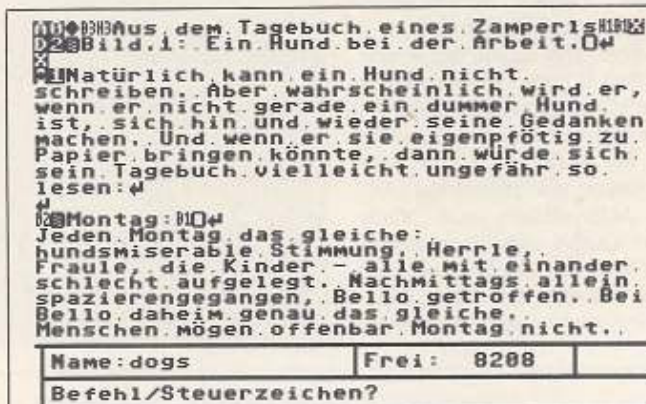 Aus.dem.Tagebuch.eines.Zamperls
Bild.1:.Ein.Hund.bei.der.Arbeit.
Natürlich.kann.ein.Hund.nicht.
schreiben..Aber.wahrscheinlich.wird.er,
wenn.er.nicht.gerade.ein.dummer.Hund.
ist,.sich.hin.und.wieder.seine.Gedanken
machen..Und.wenn.er.sie.eigenpfötig.zu.
Papier.bringen.könnte,.dann.würde.sich.
sein.Tagebuch.vielleicht.ungefähr.so.
lesen:↵
↵
Montag:↵
Jeden.Montag.das.gleiche:
hundsmiserable.Stimmung,.Herrle,.
Fraule,.die.Kinder.-.alle.mit.einander.
schlecht.aufgelegt..Nachmittags.allein.
spazierengegangen,.Bello.getroffen..Bei
Bello.daheim.genau.das.gleiche..
Menschen.mögen.offenbar.Montag.nicht..
Name:dogs Frei: 8208
Befehl/Steuerzeichen?